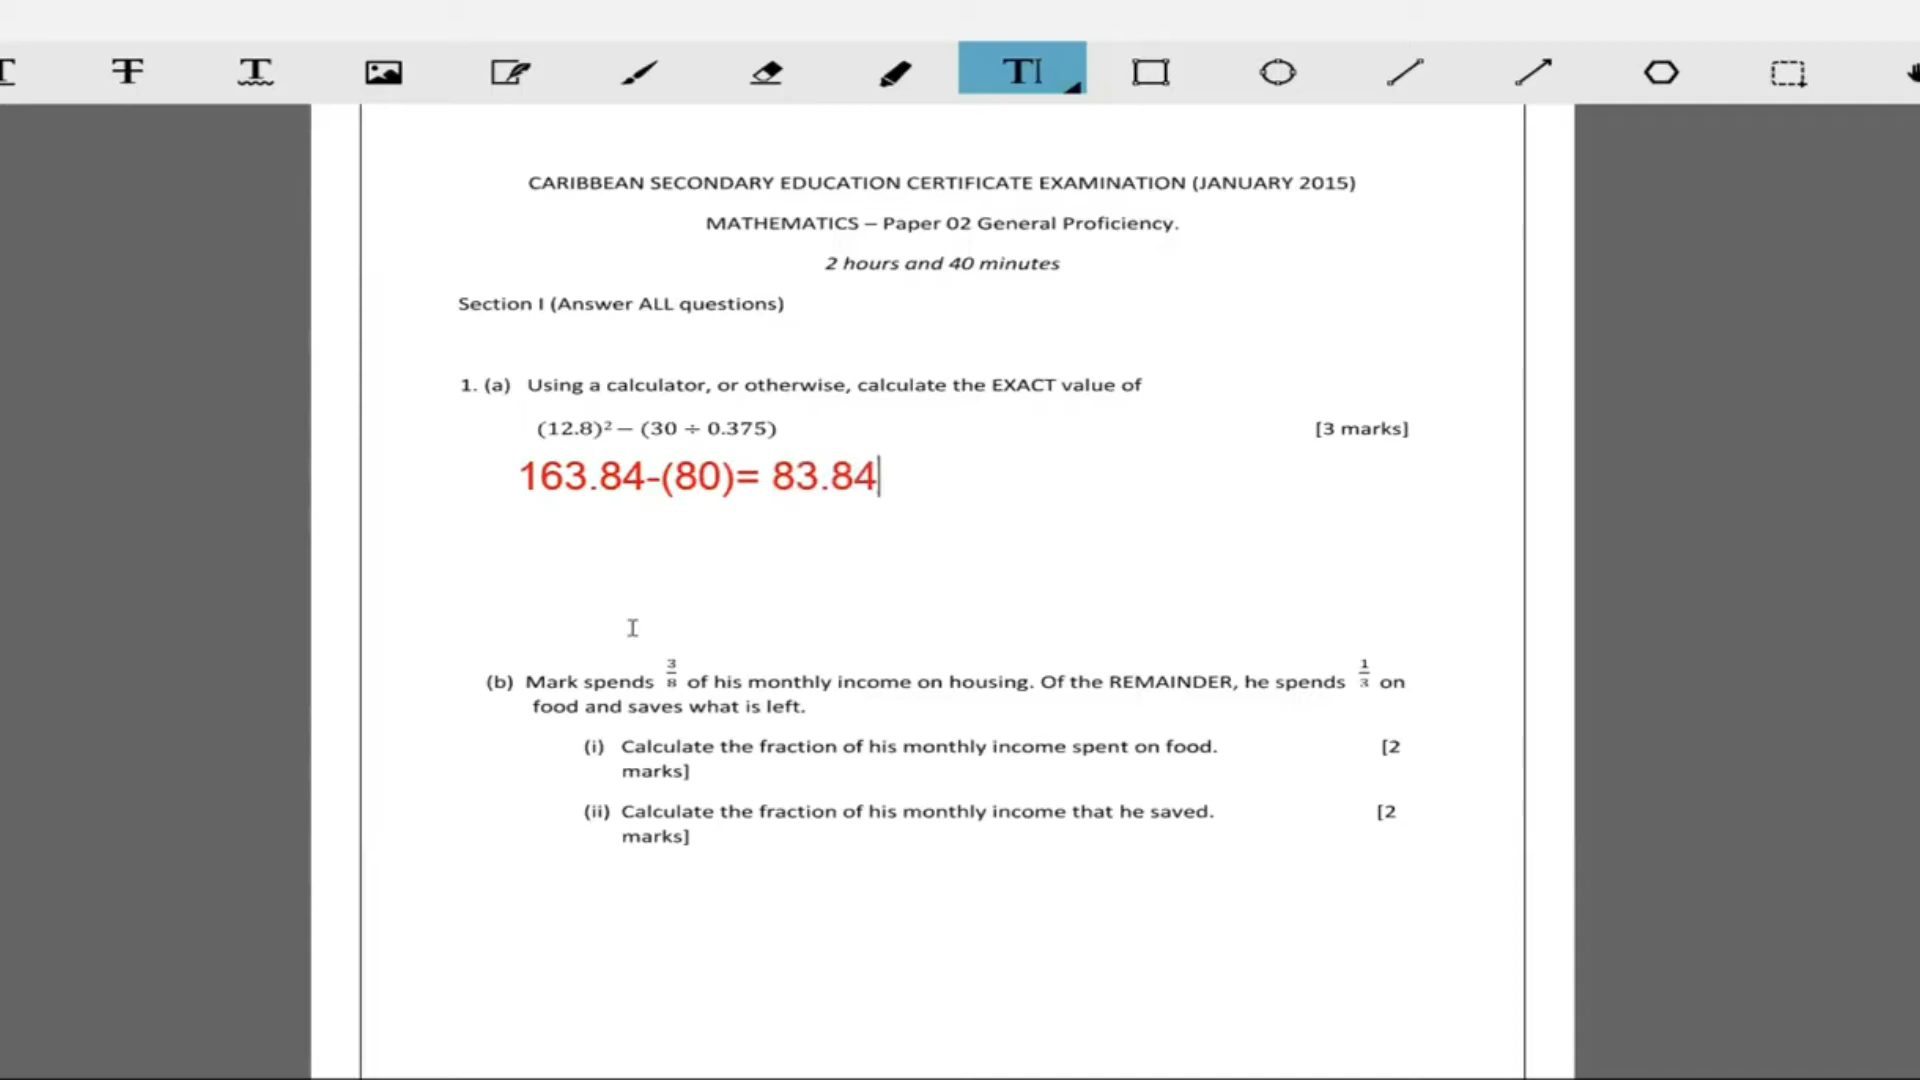 CARIBBEAN SECONDARY EDUCATION CERTIFICATE EXAMINATION (JANUARY 2015)
MATHEMATICS – Paper 02 General Proficiency.
2 hours and 40 minutes
Section I (Answer ALL questions)
1. (a) Using a calculator, or otherwise, calculate the EXACT value of
(12.8)² − (30 ÷ 0.375) [3 marks]
163.84-(80)= 83.84
(b) Mark spends 3/8 of his monthly income on housing. Of the REMAINDER, he spends 1/3 on
food and saves what is left.
(i) Calculate the fraction of his monthly income spent on food. [2
marks]
(ii) Calculate the fraction of his monthly income that he saved. [2
marks]